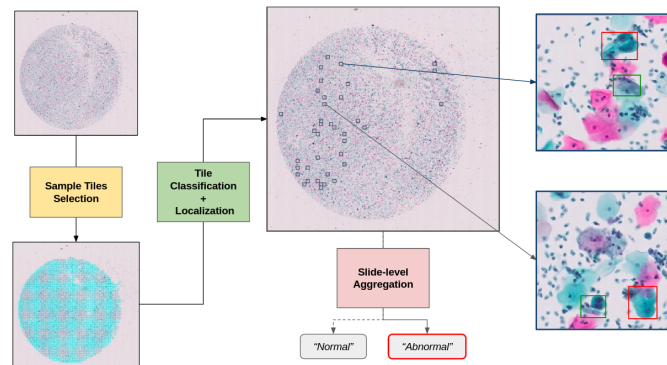 Sample Tiles
Selection
Tile
Classification
+
Localization
Slide-level
Aggregation
"Normal"
"Abnormal"